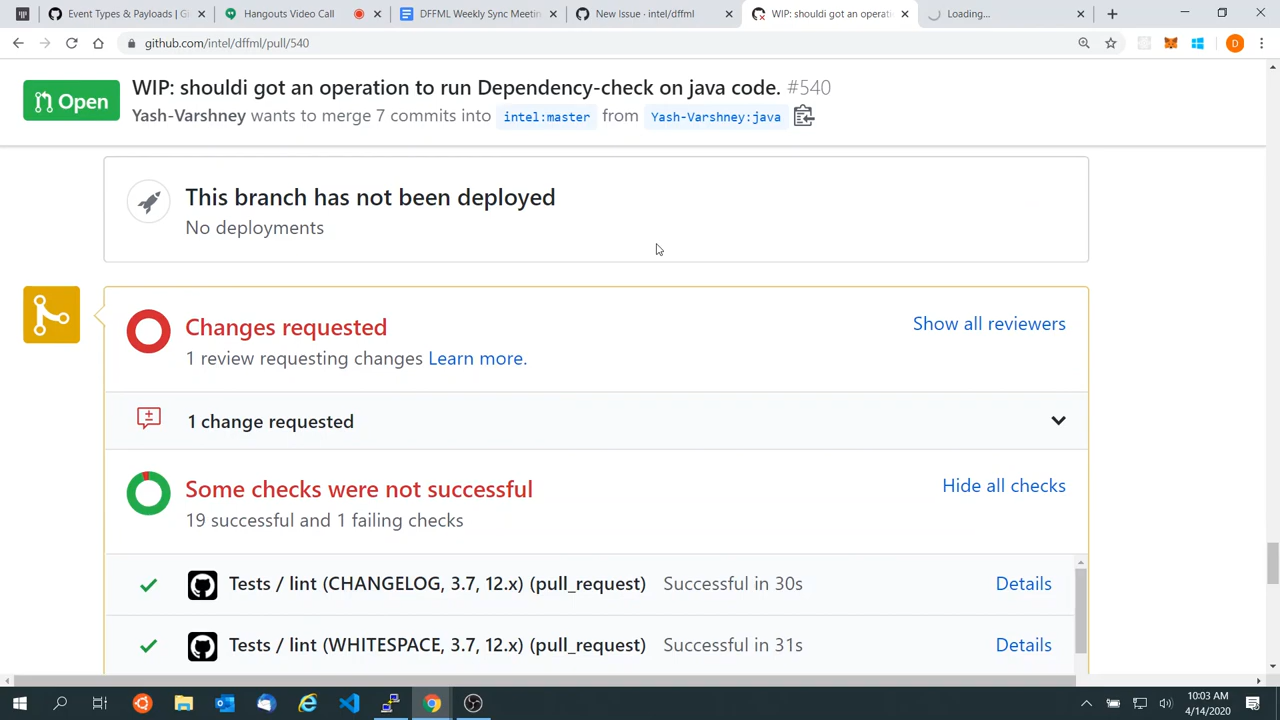 Event Types & Payloads | G
Hangouts Video Call
DFFML Weekly Sync Meetin
New Issue · intel/dffml
WIP: shouldi got an operati
Loading...
github.com/intel/dffml/pull/540
D
Open
WIP: shouldi got an operation to run Dependency-check on java code. #540
Yash-Varshney wants to merge 7 commits into intel:master from Yash-Varshney:java
This branch has not been deployed
No deployments
Changes requested
Show all reviewers
1 review requesting changes Learn more.
1 change requested
Some checks were not successful
Hide all checks
19 successful and 1 failing checks
Tests / lint (CHANGELOG, 3.7, 12.x) (pull_request) Successful in 30s Details
Tests / lint (WHITESPACE, 3.7, 12.x) (pull_request) Successful in 31s Details
10:03 AM
4/14/2020